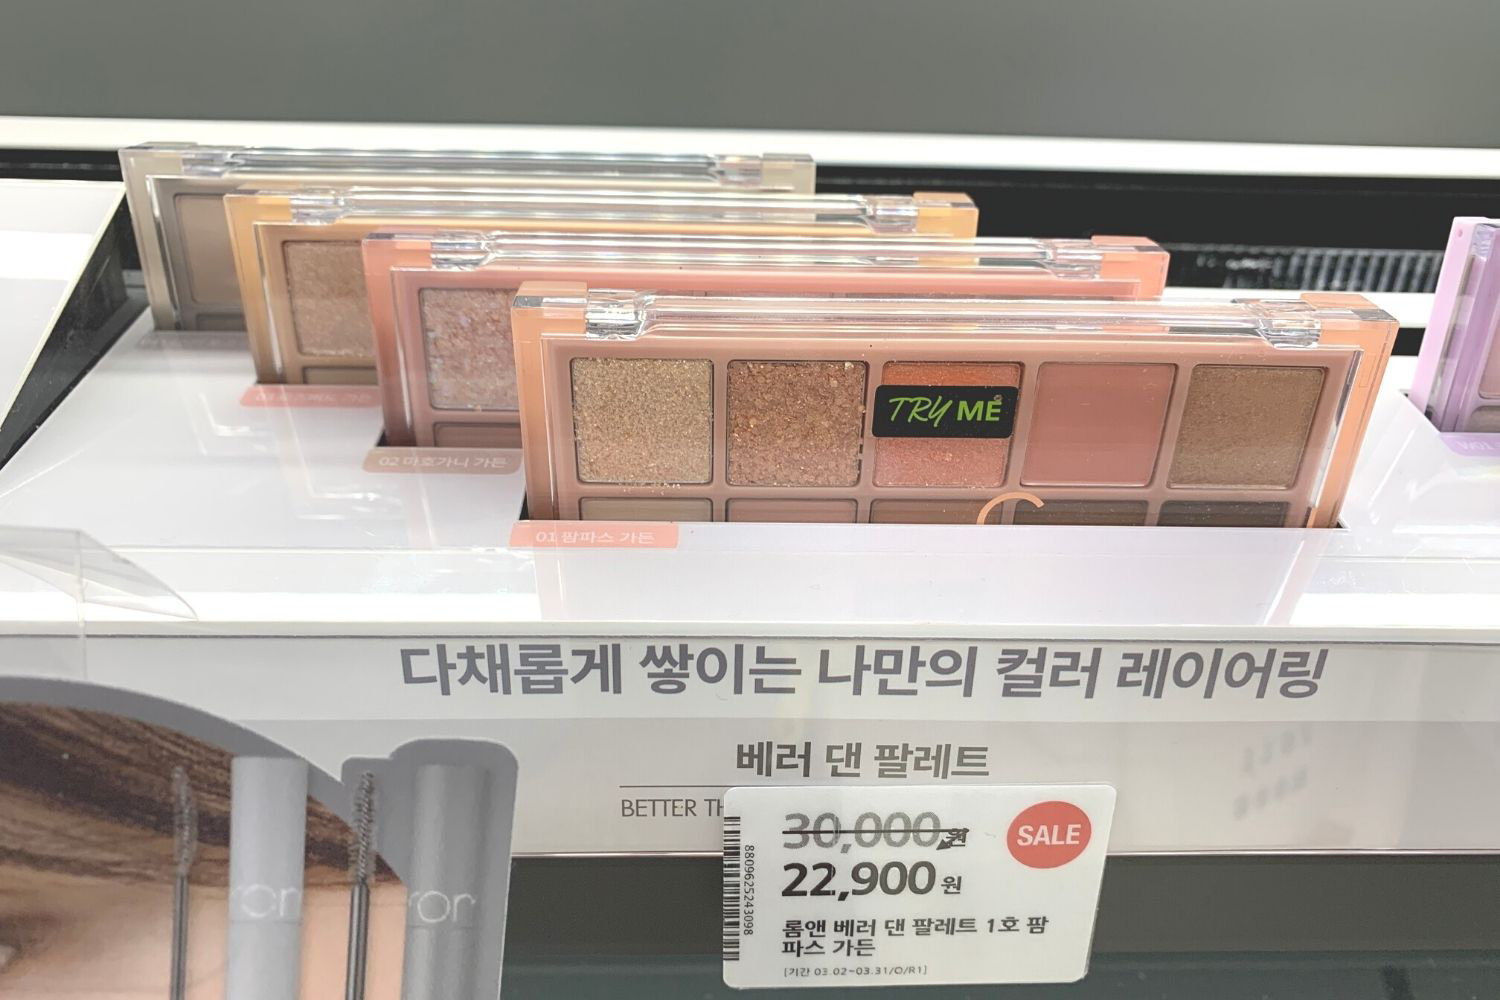 TRY ME
02 마호가니 가든
01 팜파스 가든
다채롭게 쌓이는 나만의 컬러 레이어링
베러 댄 팔레트
BETTER TH
30,000원
SALE
22,900원
8809625243098
롬앤 베러 댄 팔레트 1호 팜
파스 가든
[기간 03.02~03.31/O/R1]
rom
ror